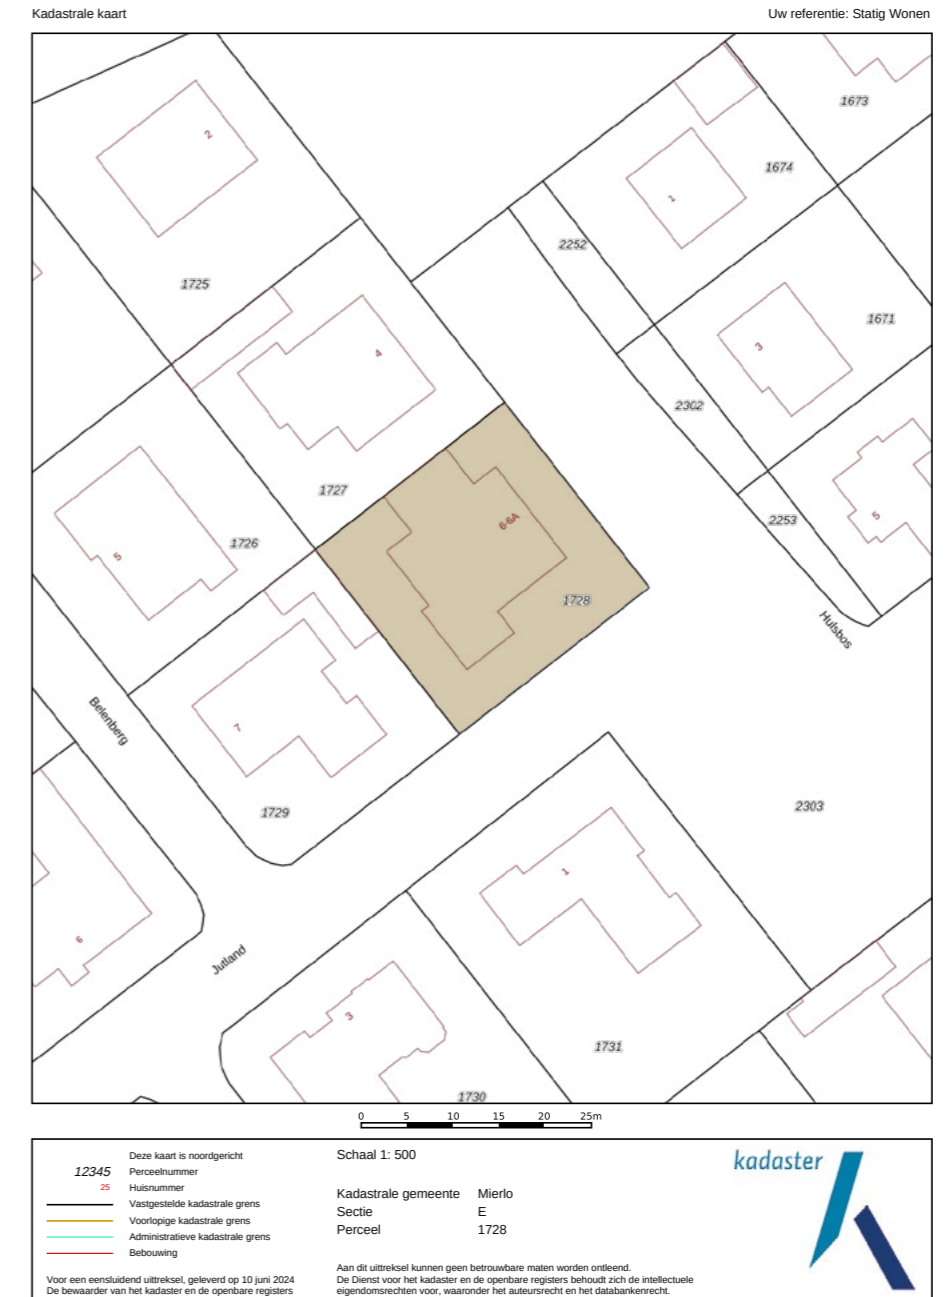 Kadastrale kaart
Uw referentie: Statig Wonen
1673
2
1674
1
2252
1725
1671
3
4
2302
1727
5
6-6A
2253
1726
5
1728
Hulsbos
Beienberg
7
2303
1729
1
6
Jutland
3
1731
1730
0 5 10 15 20 25m
Deze kaart is noordgericht
12345 Perceelnummer
25 Huisnummer
Vastgestelde kadastrale grens
Voorlopige kadastrale grens
Administratieve kadastrale grens
Bebouwing
Voor een eensluidend uittreksel, geleverd op 10 juni 2024
De bewaarder van het kadaster en de openbare registers
Schaal 1: 500
Kadastrale gemeente Mierlo
Sectie E
Perceel 1728
Aan dit uittreksel kunnen geen betrouwbare maten worden ontleend.
De Dienst voor het kadaster en de openbare registers behoudt zich de intellectuele
eigendomsrechten voor, waaronder het auteursrecht en het databankenrecht.
kadaster